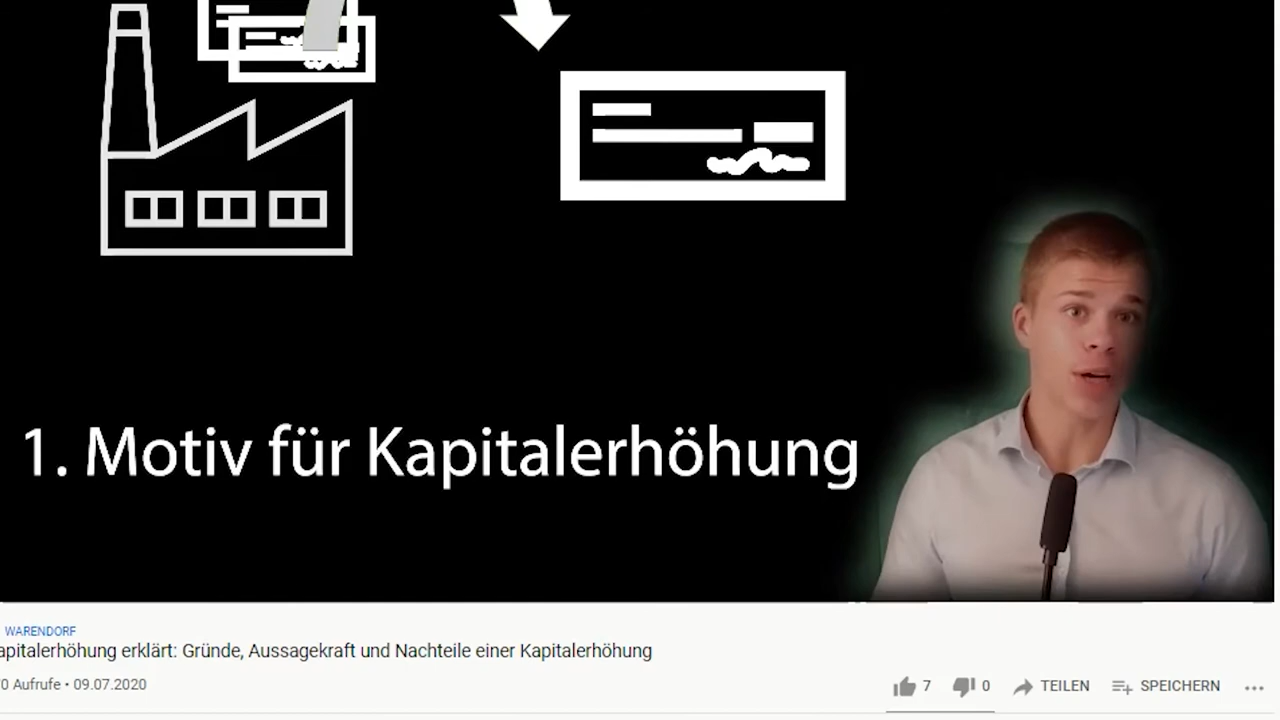 1. Motiv für Kapitalerhöhung
WARENDORF
apitalerhöhung erklärt: Gründe, Aussagekraft und Nachteile einer Kapitalerhöhung
0 Aufrufe • 09.07.2020
7 0 TEILEN SPEICHERN ...